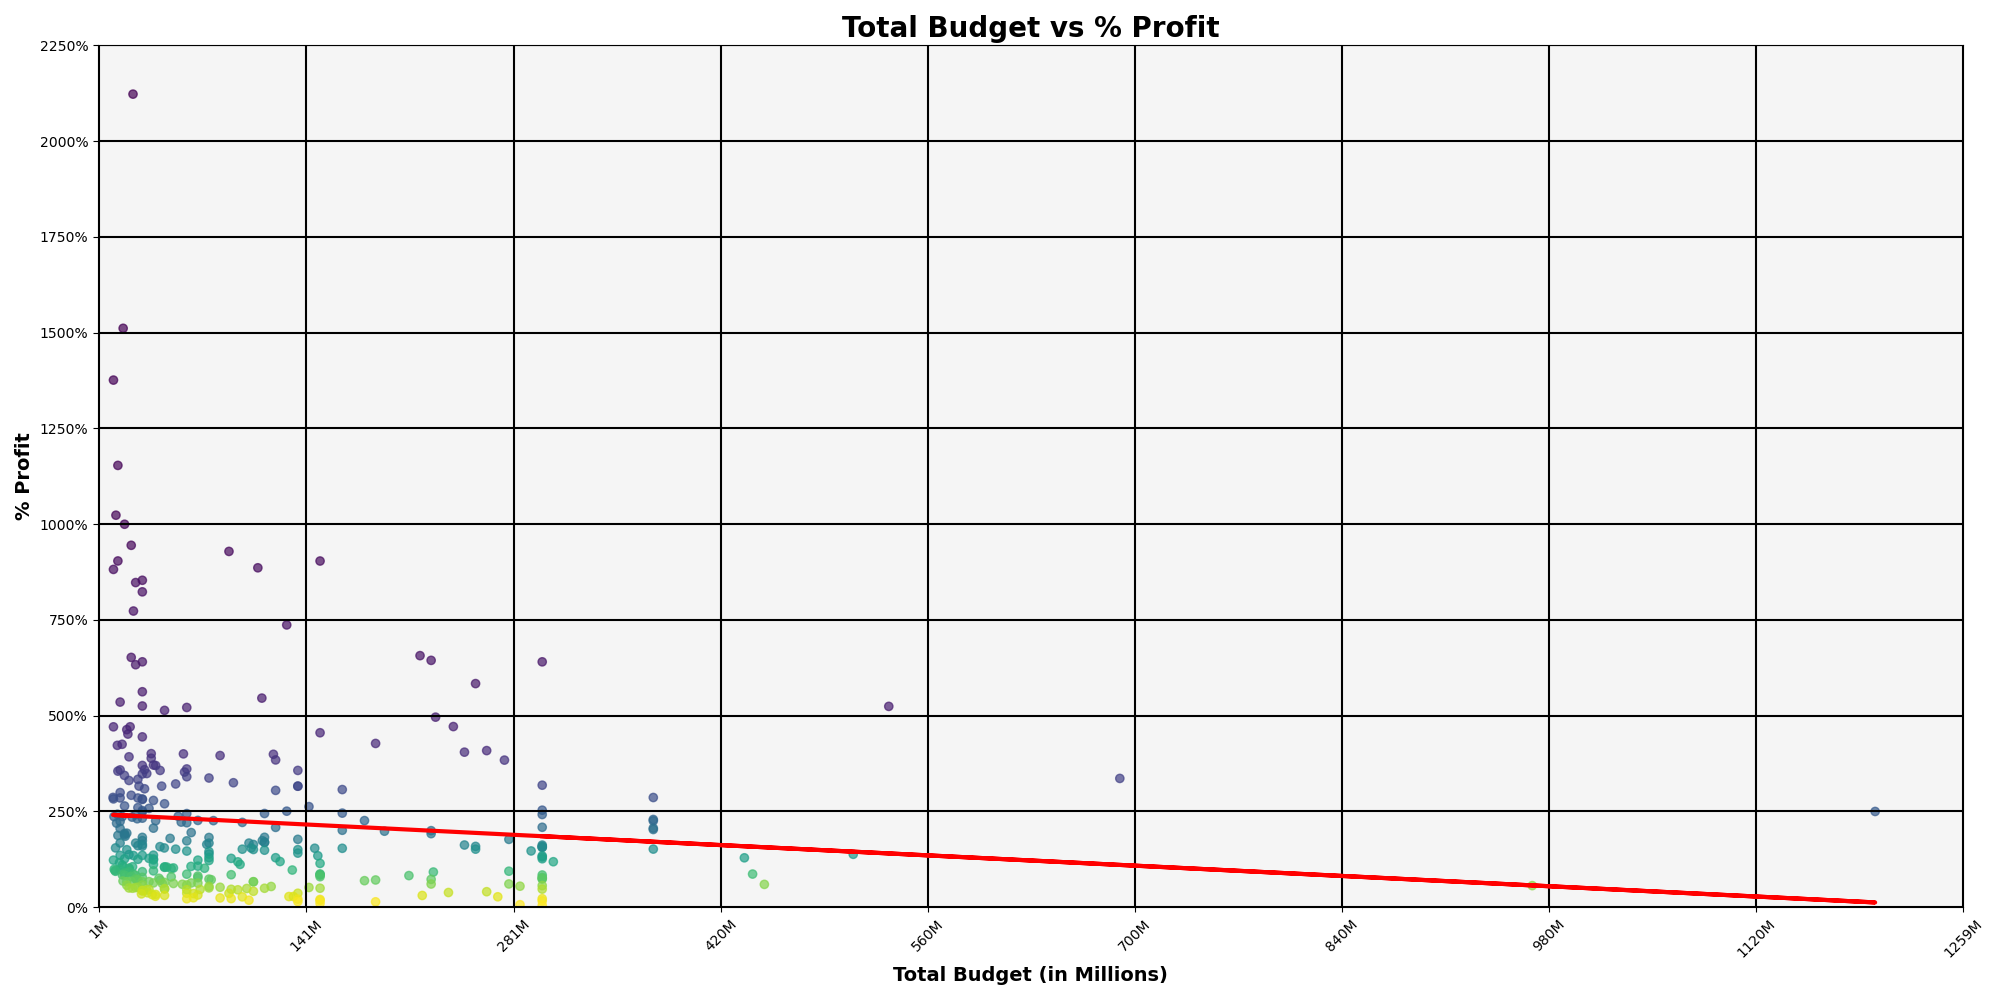 Total Budget vs % Profit
2250%
2000%
1750%
1500%
1250%
1000%
750%
500%
250%
0%
% Profit
1M
141M
281M
420M
560M
700M
840M
980M
1120M
1259M
Total Budget (in Millions)